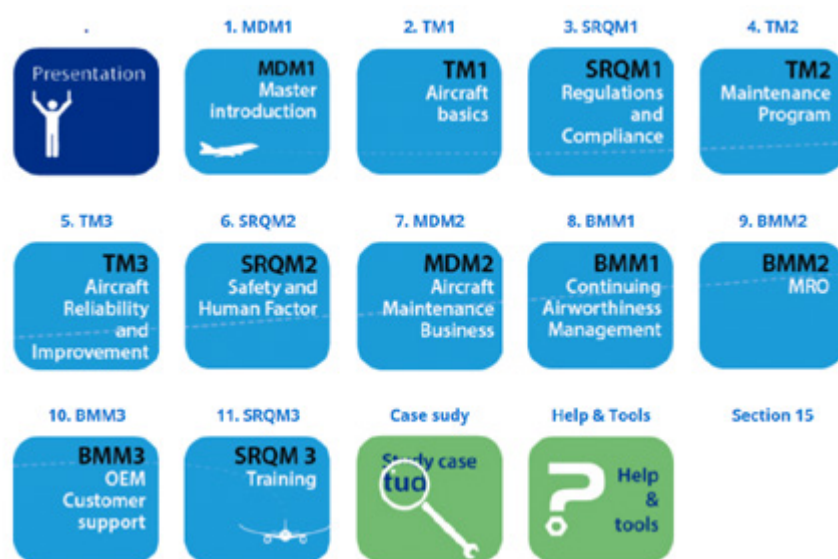 .
1. MDM1
2. TM1
3. SRQM1
4. TM2
Presentation
MDM1
Master
introduction
TM1
Aircraft
basics
SRQM1
Regulations
and
Compliance
TM2
Maintenance
Program
5. TM3
6. SRQM2
7. MDM2
8. BMM1
9. BMM2
TM3
Aircraft
Reliability
and
Improvement
SRQM2
Safety and
Human Factor
MDM2
Aircraft
Maintenance
Business
BMM1
Continuing
Airworthiness
Management
BMM2
MRO
10. BMM3
11. SRQM3
Case sudy
Help & Tools
Section 15
BMM3
OEM
Customer
support
SRQM 3
Training
Study case
tud
Help
&
tools